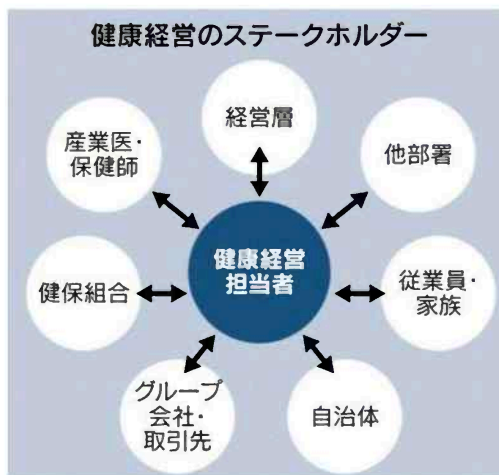 健康経営のステークホルダー
経営層
他部署
従業員・
家族
自治体
グループ
会社・
取引先
健保組合
産業医・
保健師
健康経営
担当者